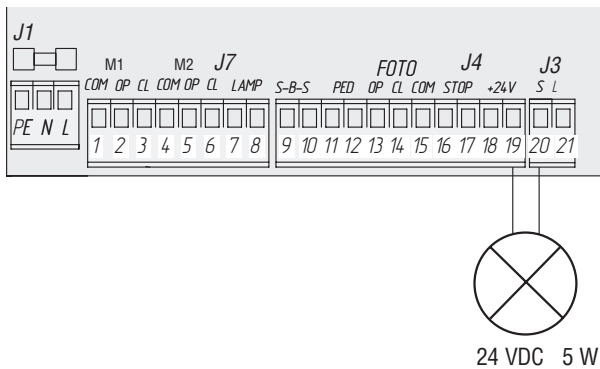 J1
M1 M2 J7 FOTO J4 J3
COM OP CL COM OP CL LAMP S-B-S PED OP CL COM STOP +24V S L
PE N L
1 2 3 4 5 6 7 8 9 10 11 12 13 14 15 16 17 18 19 20 21
24 VDC 5 W